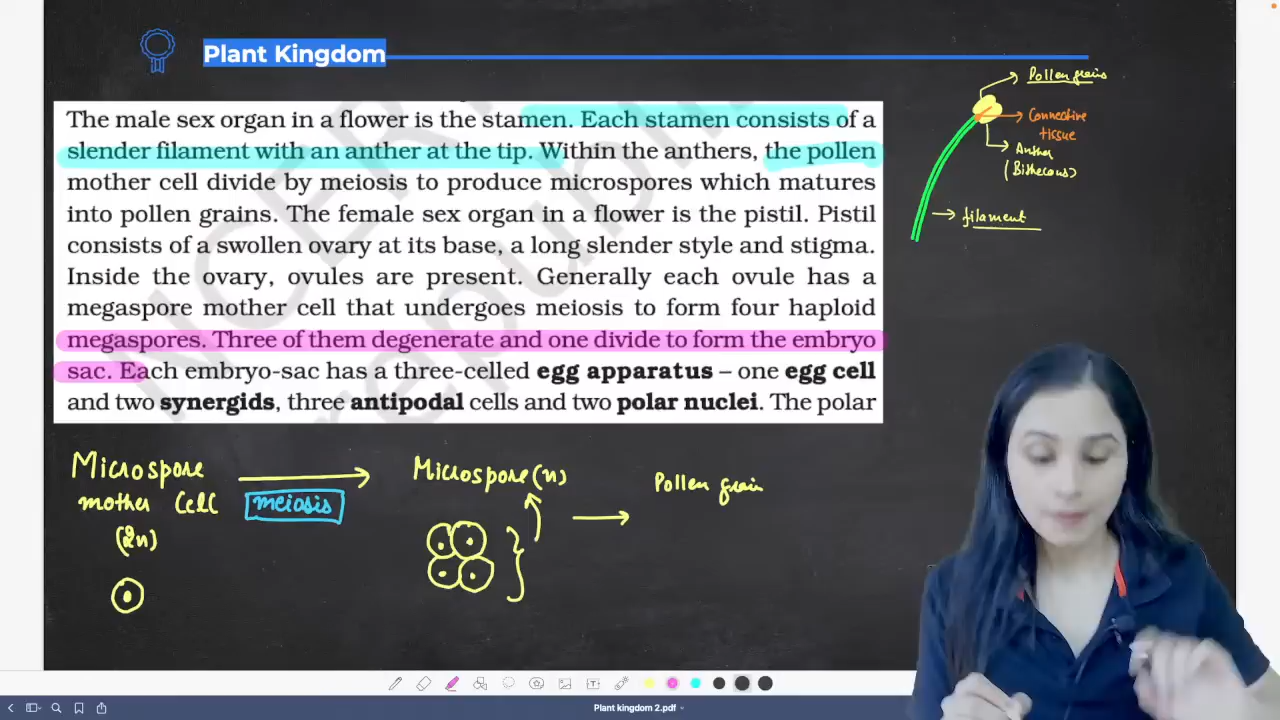 Plant Kingdom
The male sex organ in a flower is the stamen. Each stamen consists of a
slender filament with an anther at the tip. Within the anthers, the pollen
mother cell divide by meiosis to produce microspores which matures
into pollen grains. The female sex organ in a flower is the pistil. Pistil
consists of a swollen ovary at its base, a long slender style and stigma.
Inside the ovary, ovules are present. Generally each ovule has a
megaspore mother cell that undergoes meiosis to form four haploid
megaspores. Three of them degenerate and one divide to form the embryo
sac. Each embryo-sac has a three-celled egg apparatus – one egg cell
and two synergids, three antipodal cells and two polar nuclei. The polar
Pollen grains
Connective
tissue
Anther
(Bithecous)
filament
Microspore
mother Cell
(2n)
meiosis
Microspore(n)
Pollen grain
Plant kingdom 2.pdf